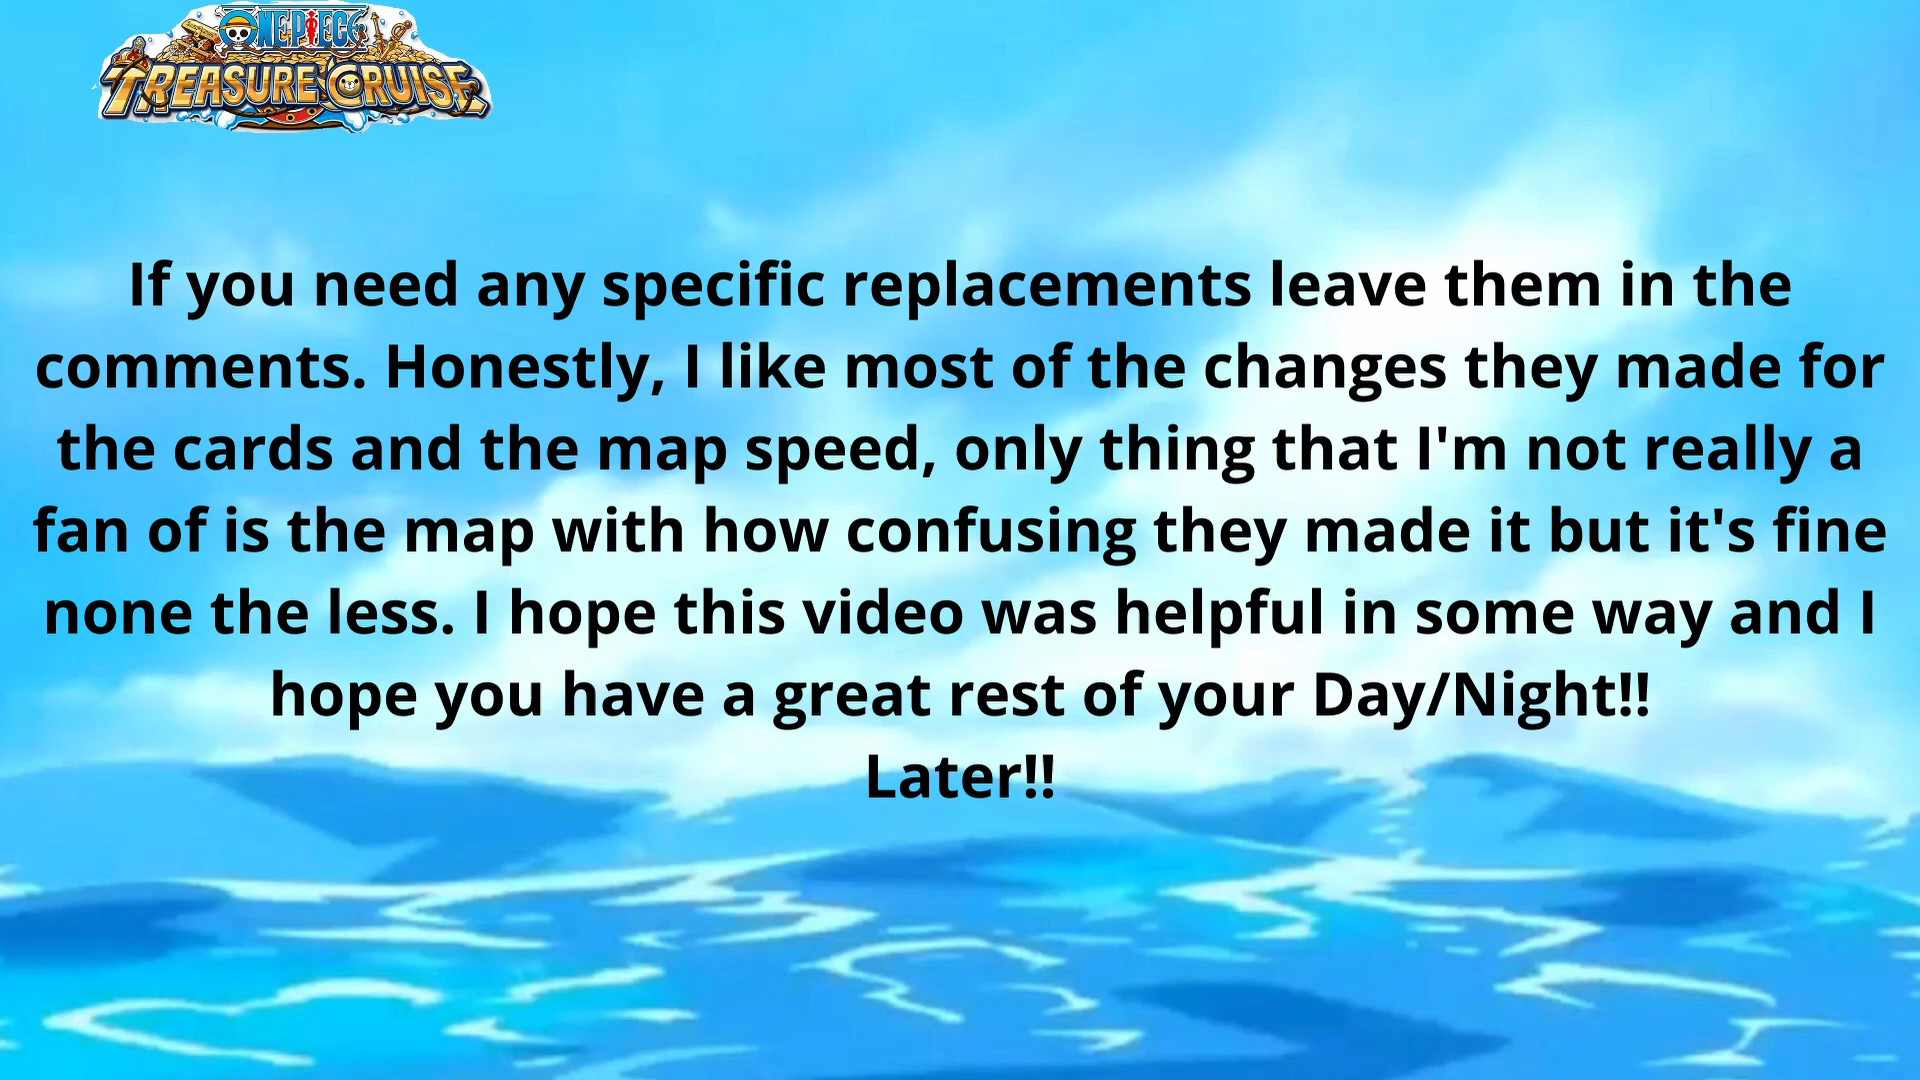 ONE PIECE
TREASURE CRUISE
If you need any specific replacements leave them in the
comments. Honestly, I like most of the changes they made for
the cards and the map speed, only thing that I'm not really a
fan of is the map with how confusing they made it but it's fine
none the less. I hope this video was helpful in some way and I
hope you have a great rest of your Day/Night!!
Later!!